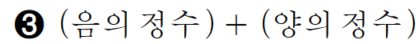 ❸ (음의 정수) + (양의 정수)